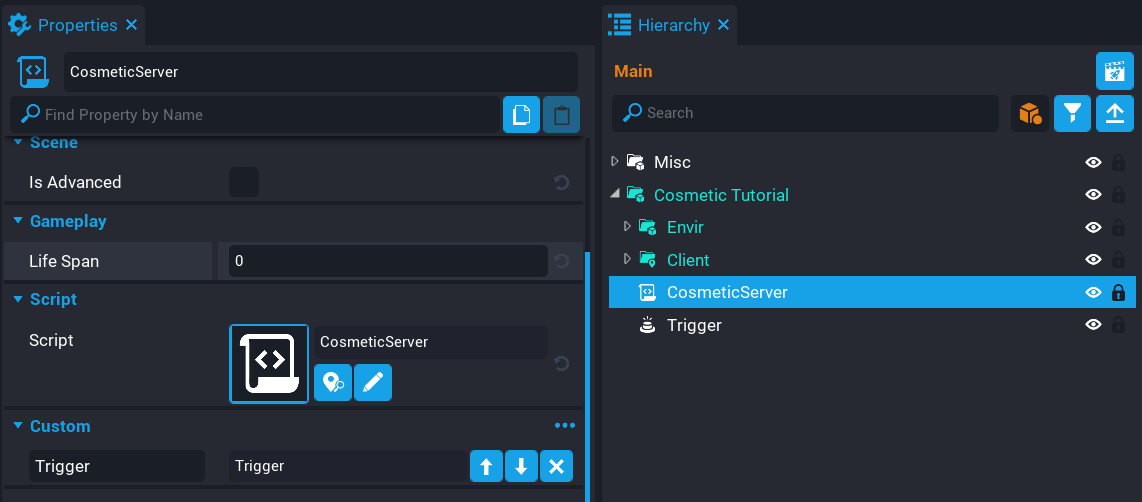 Properties
CosmeticServer
Find Property by Name
Scene
Is Advanced
Gameplay
Life Span 0
Script
Script CosmeticServer
Custom
Trigger Trigger
Hierarchy
Main
Search
Misc
Cosmetic Tutorial
Envir
Client
CosmeticServer
Trigger